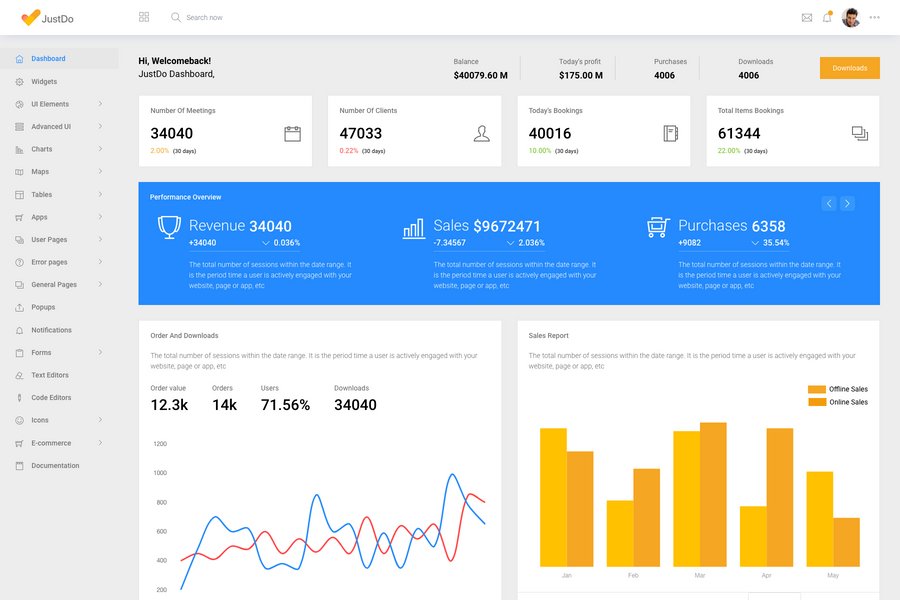 JustDo
Search now
Dashboard
Widgets
UI Elements
Advanced UI
Charts
Maps
Tables
Apps
User Pages
Error pages
General Pages
Popups
Notifications
Forms
Text Editors
Code Editors
Icons
E-commerce
Documentation
Hi, Welcomeback!
JustDo Dashboard,
Balance
$40079.60 M
Today's profit
$175.00 M
Purchases
4006
Downloads
4006
Downloads
Number Of Meetings
34040
2.00% (30 days)
Number Of Clients
47033
0.22% (30 days)
Today's Bookings
40016
10.00% (30 days)
Total Items Bookings
61344
22.00% (30 days)
Performance Overview
Revenue 34040
+34040 0.036%
The total number of sessions within the date range. It
is the period time a user is actively engaged with your
website, page or app, etc
Sales $9672471
-7.34567 2.036%
The total number of sessions within the date range. It
is the period time a user is actively engaged with your
website, page or app, etc
Purchases 6358
+9082 35.54%
The total number of sessions within the date range. It
is the period time a user is actively engaged with your
website, page or app, etc
Order And Downloads
The total number of sessions within the date range. It is the period time a user is actively engaged with your
website, page or app, etc
Order value
12.3k
Orders
14k
Users
71.56%
Downloads
34040
1200
1000
800
600
400
200
Sales Report
The total number of sessions within the date range. It is the period time a user is actively engaged with your
website, page or app, etc
Offline Sales
Online Sales
Jan Feb Mar Apr May